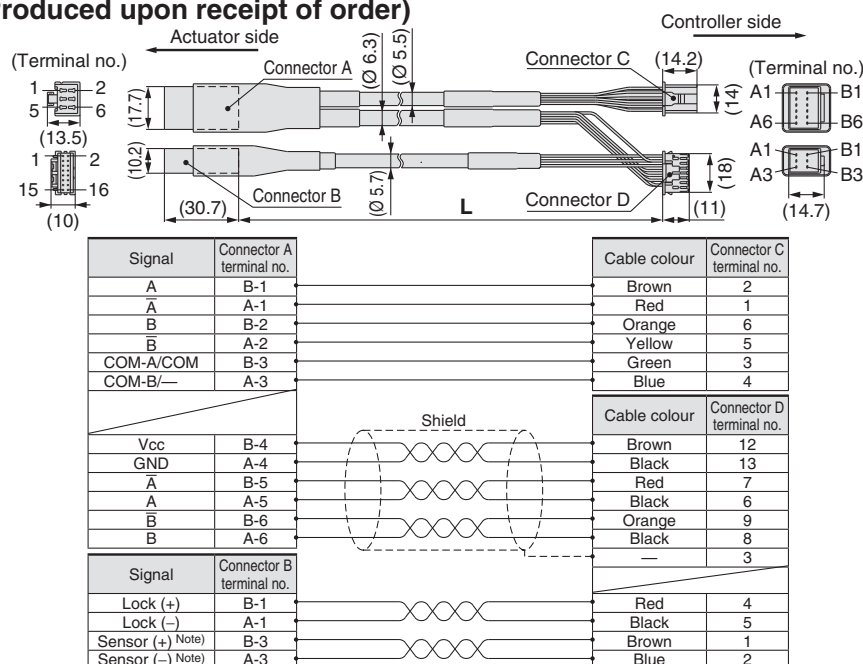 roduced upon receipt of order)
Controller side
Actuator side
(Terminal no.)
Connector A
(Ø 6.3)
(Ø 5.5)
Connector C
(14.2)
(Terminal no.)
1 2
5 6
(13.5)
(17.7)
(14)
A1 B1
A6 B6
1 2
15 16
(10)
(10.2)
(30.7)
Connector B
(Ø 5.7)
L
Connector D
(18)
(11)
A1 B1
A3 B3
(14.7)
Signal Connector A terminal no. Cable colour Connector C terminal no.
A B-1 Brown 2
A̅ A-1 Red 1
B B-2 Orange 6
B̅ A-2 Yellow 5
COM-A/COM B-3 Green 3
COM-B/— A-3 Blue 4
Shield
Cable colour Connector D terminal no.
Vcc B-4 Brown 12
GND A-4 Black 13
A̅ B-5 Red 7
A A-5 Black 6
B̅ B-6 Orange 9
B A-6 Black 8
— 3
Signal Connector B terminal no.
Lock (+) B-1 Red 4
Lock (–) A-1 Black 5
Sensor (+) Note) B-3 Brown 1
Sensor (–) Note) A-3 Blue 2